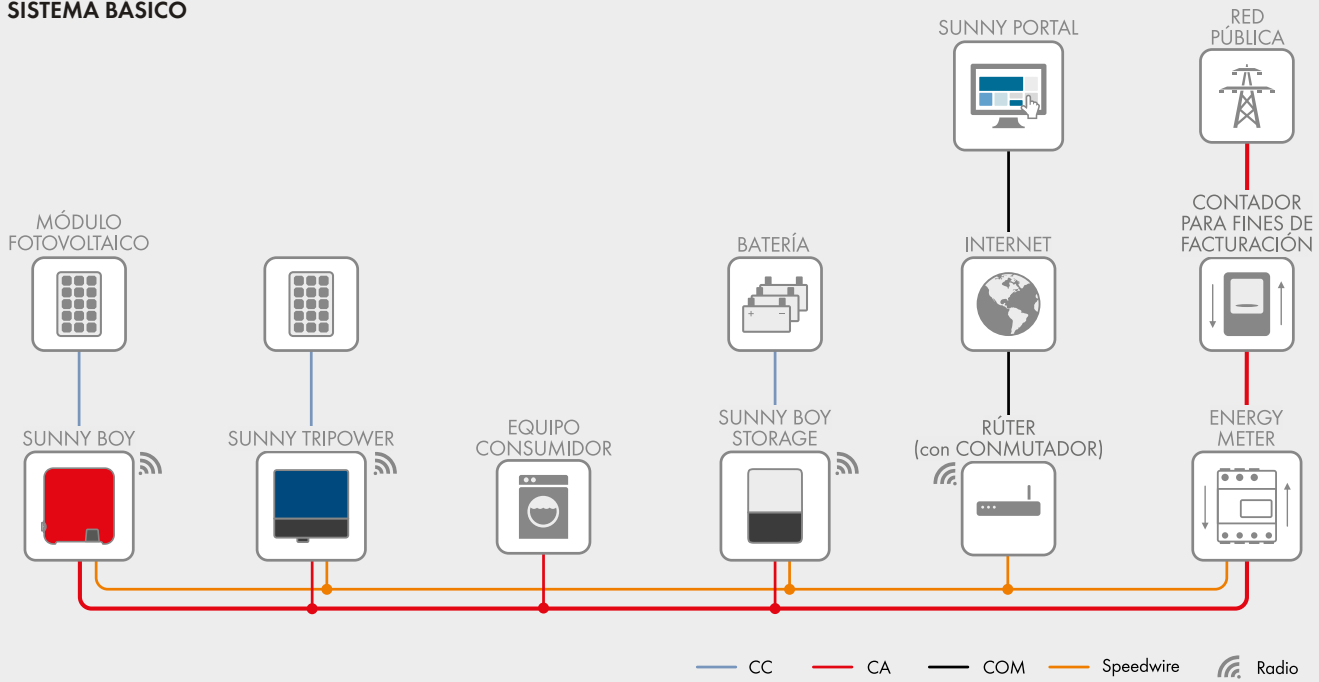 SISTEMA BÁSICO
SUNNY PORTAL
RED
PÚBLICA
MÓDULO
FOTOVOLTAICO
BATERÍA
INTERNET
CONTADOR
PARA FINES DE
FACTURACIÓN
SUNNY BOY
SUNNY TRIPOWER
EQUIPO
CONSUMIDOR
SUNNY BOY
STORAGE
RÚTER
(con CONMUTADOR)
ENERGY
METER
CC
CA
COM
Speedwire
Radio